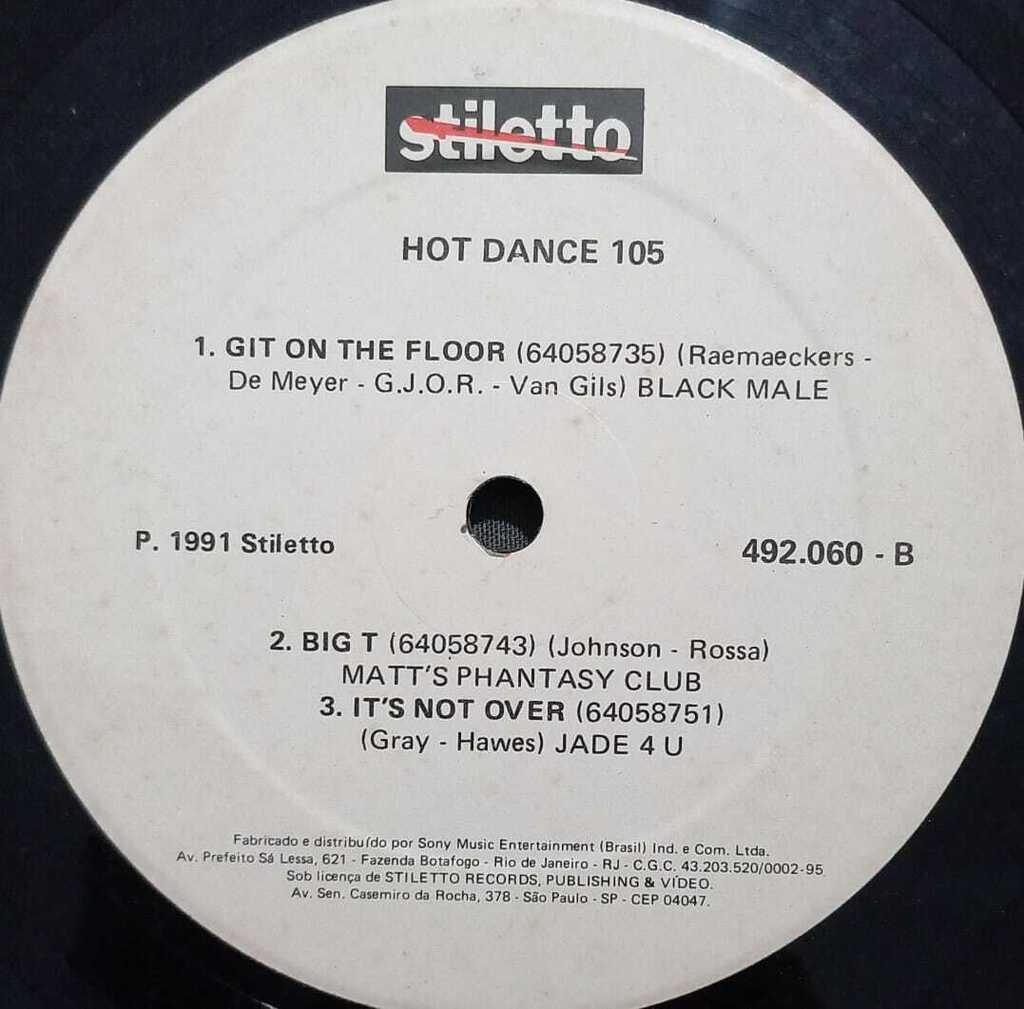 stiletto
HOT DANCE 105
1. GIT ON THE FLOOR (64058735) (Raemaeckers -
De Meyer - G.J.O.R. - Van Gils) BLACK MALE
P. 1991 Stiletto
492.060 - B
2. BIG T (64058743) (Johnson - Rossa)
MATT'S PHANTASY CLUB
3. IT'S NOT OVER (64058751)
(Gray - Hawes) JADE 4 U
Fabricado e distribuído por Sony Music Entertainment (Brasil) Ind. e Com. Ltda.
Av. Prefeito Sá Lessa, 621 - Fazenda Botafogo - Rio de Janeiro - RJ - C.G.C. 43.203.520/0002-95
Sob licença de STILETTO RECORDS, PUBLISHING & VÍDEO.
Av. Sen. Casemiro da Rocha, 378 - São Paulo - SP - CEP 04047.